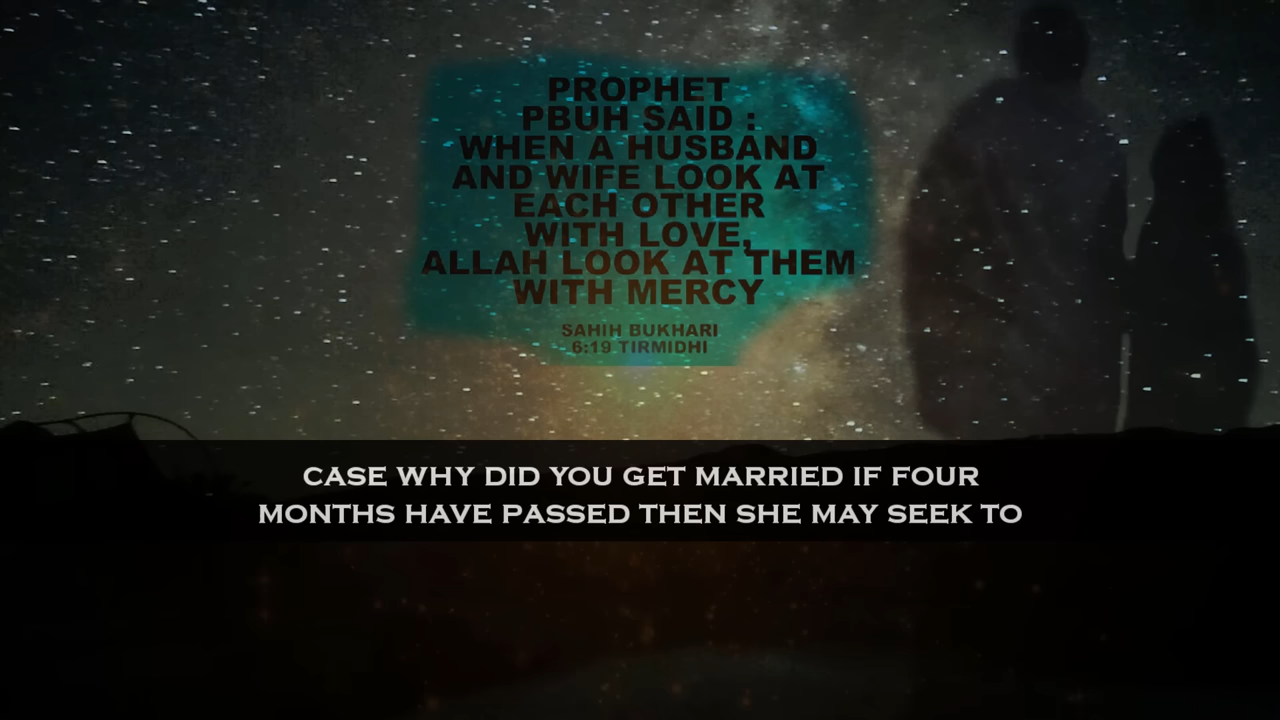 PROPHET
PBUH SAID :
WHEN A HUSBAND
AND WIFE LOOK AT
EACH OTHER
WITH LOVE,
ALLAH LOOK AT THEM
WITH MERCY
SAHIH BUKHARI
6:19 TIRMIDHI
CASE WHY DID YOU GET MARRIED IF FOUR
MONTHS HAVE PASSED THEN SHE MAY SEEK TO